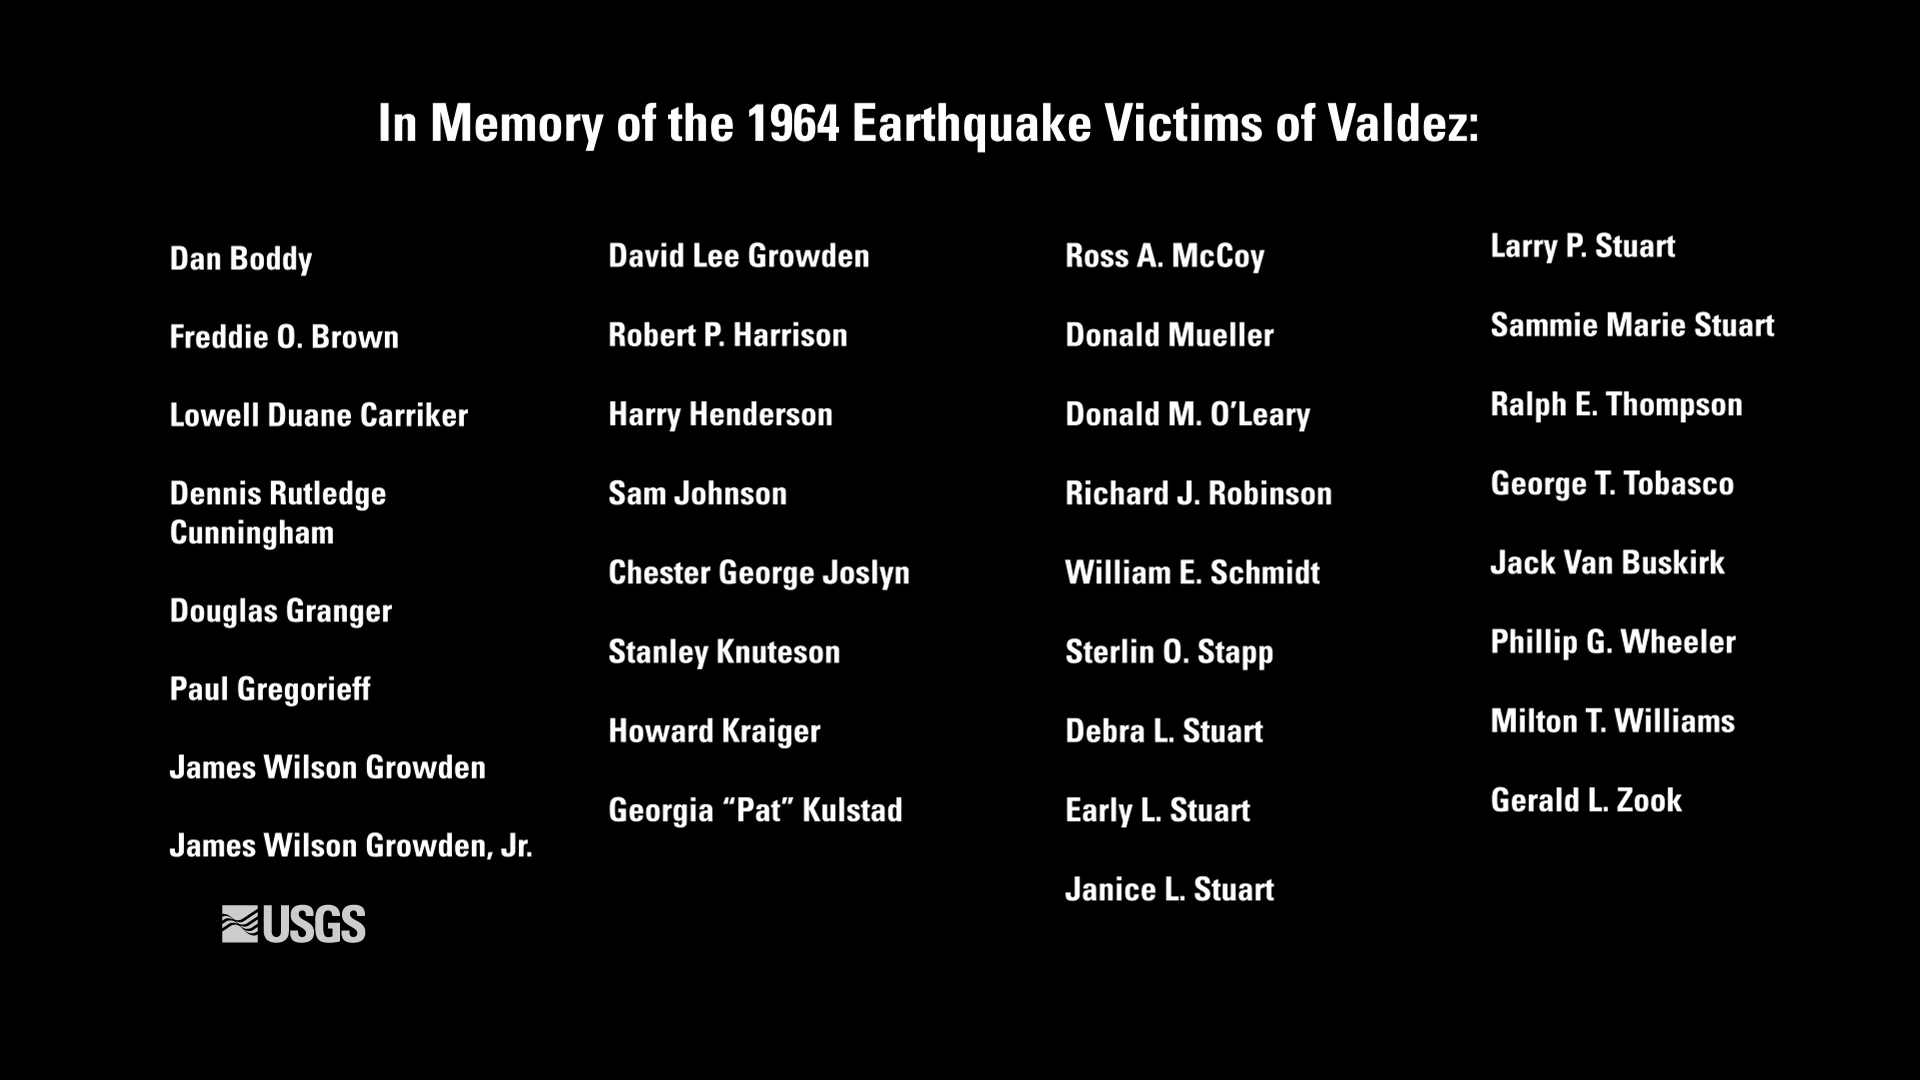 In Memory of the 1964 Earthquake Victims of Valdez:
Dan Boddy
Freddie O. Brown
Lowell Duane Carriker
Dennis Rutledge
Cunningham
Douglas Granger
Paul Gregorieff
James Wilson Growden
James Wilson Growden, Jr.
David Lee Growden
Robert P. Harrison
Harry Henderson
Sam Johnson
Chester George Joslyn
Stanley Knuteson
Howard Kraiger
Georgia “Pat” Kulstad
Ross A. McCoy
Donald Mueller
Donald M. O’Leary
Richard J. Robinson
William E. Schmidt
Sterlin O. Stapp
Debra L. Stuart
Early L. Stuart
Janice L. Stuart
Larry P. Stuart
Sammie Marie Stuart
Ralph E. Thompson
George T. Tobasco
Jack Van Buskirk
Phillip G. Wheeler
Milton T. Williams
Gerald L. Zook
USGS